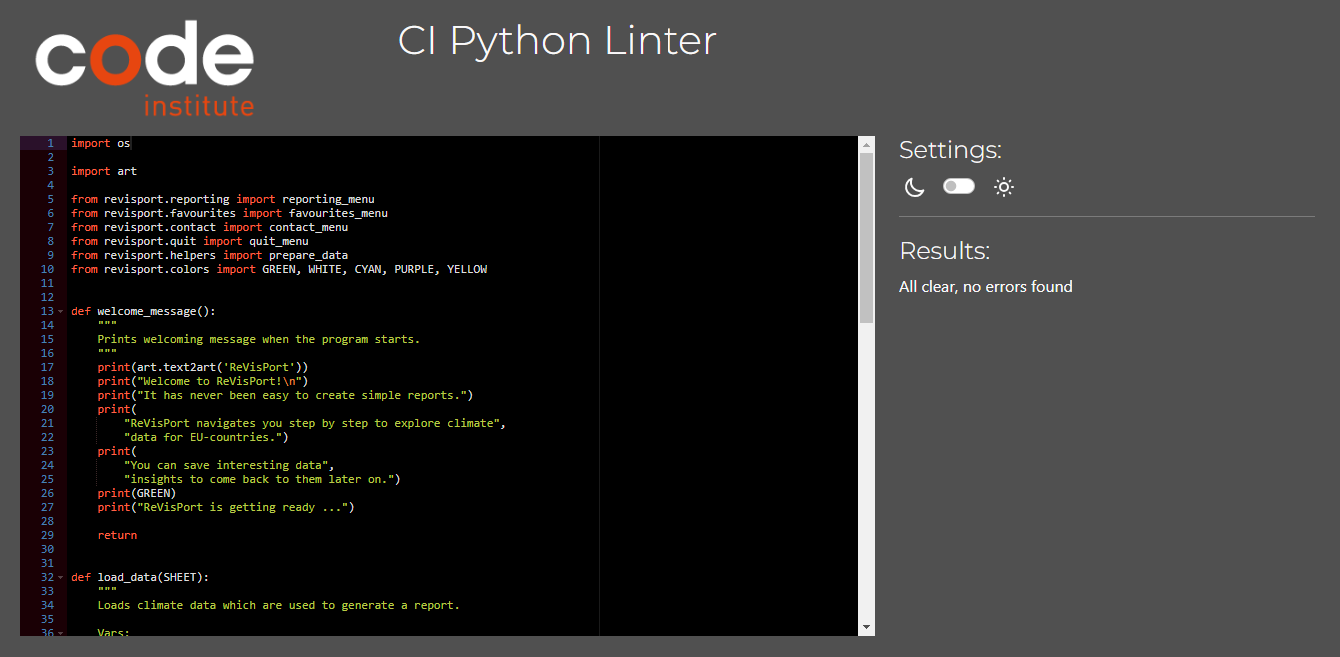 code
institute
CI Python Linter
1 import os
2
3 import art
4
5 from revisport.reporting import reporting_menu
6 from revisport.favourites import favourites_menu
7 from revisport.contact import contact_menu
8 from revisport.quit import quit_menu
9 from revisport.helpers import prepare_data
10 from revisport.colors import GREEN, WHITE, CYAN, PURPLE, YELLOW
11
12
13 def welcome_message():
14     """
15     Prints welcoming message when the program starts.
16     """
17     print(art.text2art('ReVisPort'))
18     print("Welcome to ReVisPort!\n")
19     print("It has never been easy to create simple reports.")
20     print(
21         "ReVisPort navigates you step by step to explore climate",
22         "data for EU-countries.")
23     print(
24         "You can save interesting data",
25         "insights to come back to them later on.")
26     print(GREEN)
27     print("ReVisPort is getting ready ...")
28
29     return
30
31
32 def load_data(SHEET):
33     """
34     Loads climate data which are used to generate a report.
35
36     Vars:
Settings:
Results:
All clear, no errors found